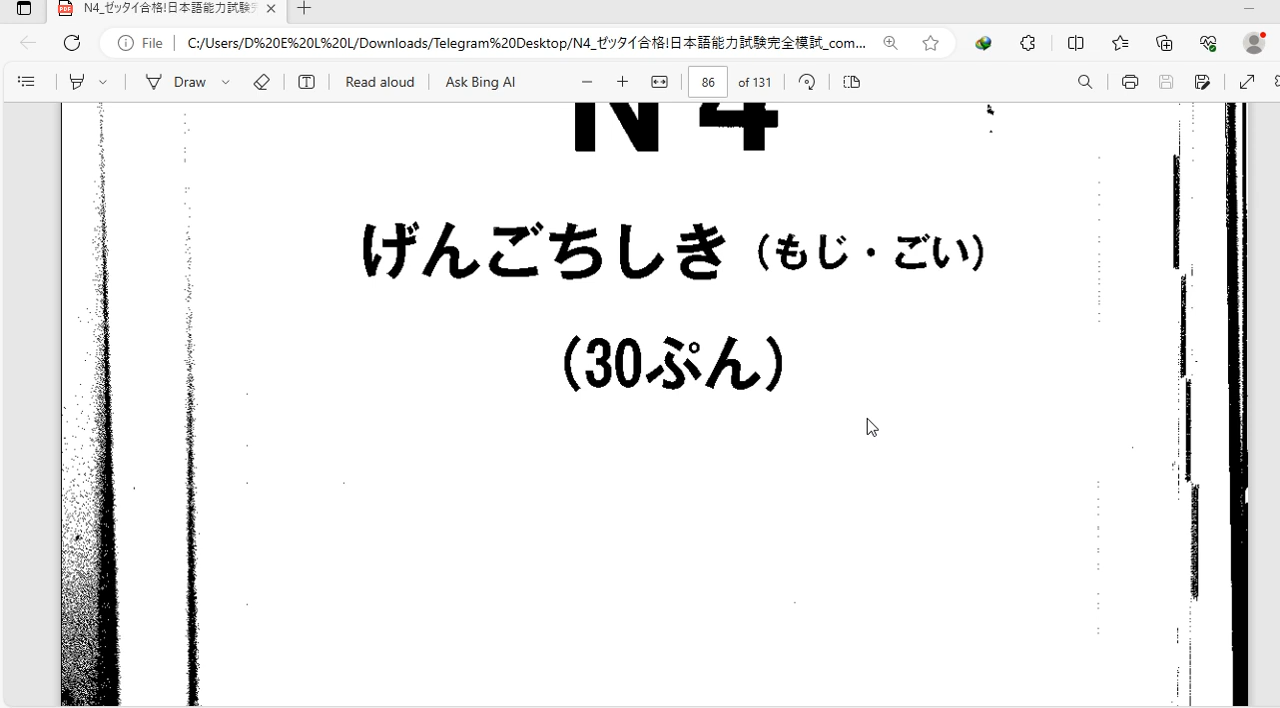 N4_ゼッタイ合格!日本語能力試験
File
C:/Users/D%20E%20L%20L/Downloads/Telegram%20Desktop/N4_ゼッタイ合格!日本語能力試験完全模試_com...
Draw
Read aloud
Ask Bing AI
86
of 131
N4
げんごちしき(もじ・ごい)
(30ぷん)